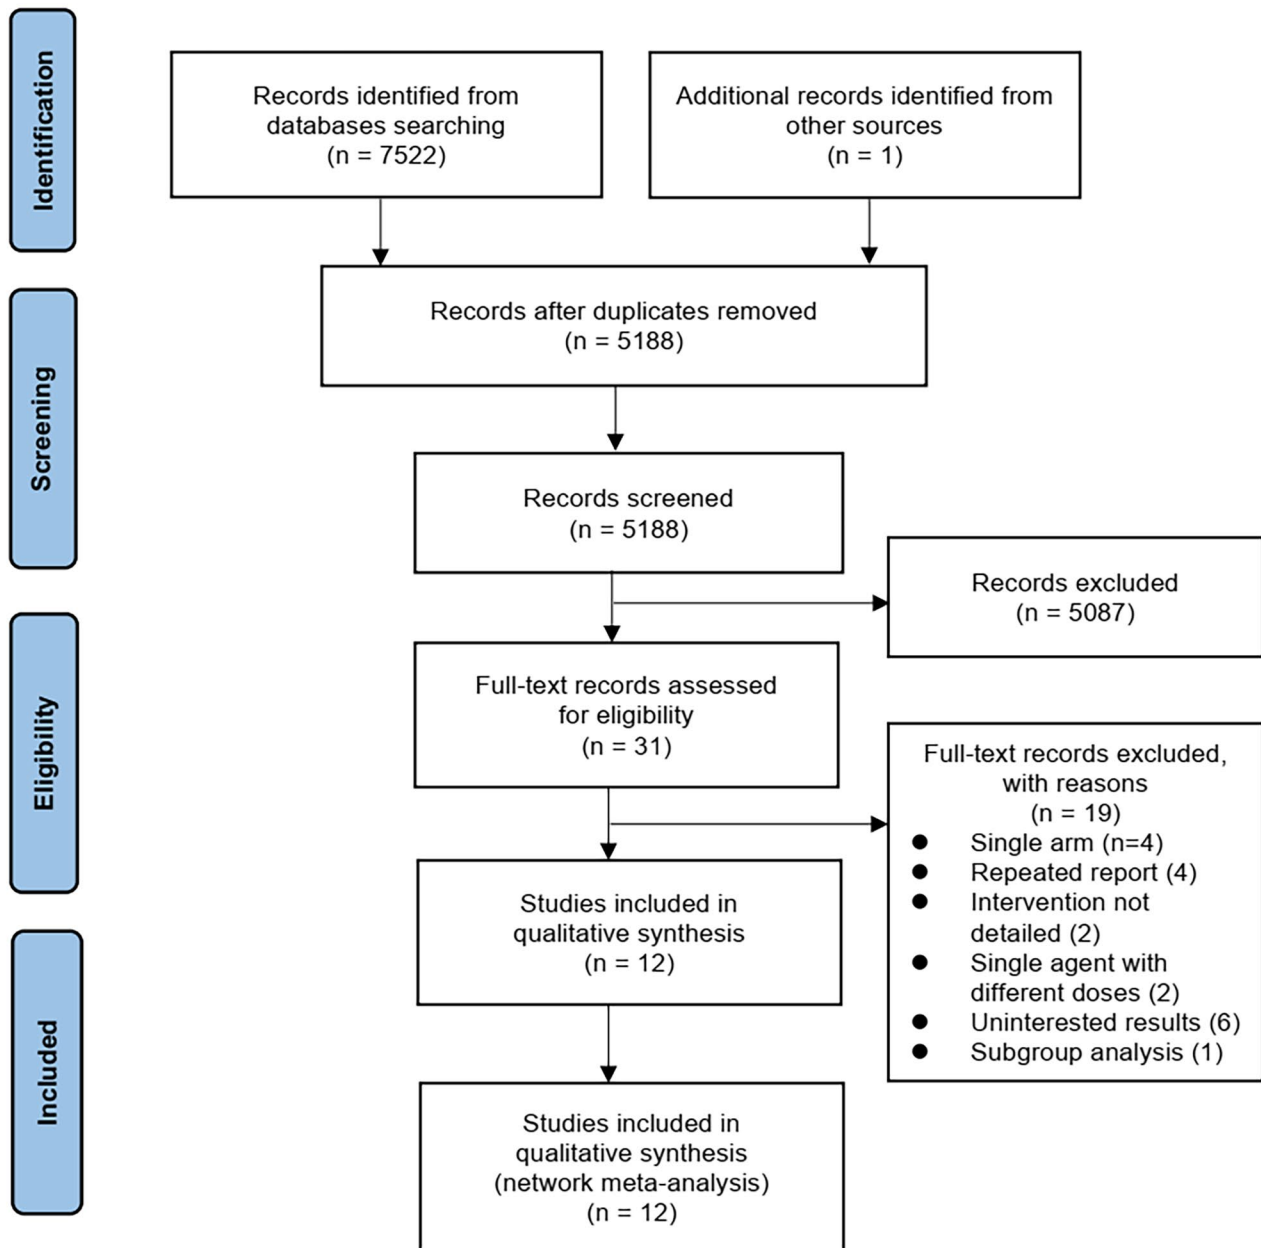 Identification
Records identified from
databases searching
(n = 7522)
Additional records identified from
other sources
(n = 1)
Records after duplicates removed
(n = 5188)
Screening
Records screened
(n = 5188)
Records excluded
(n = 5087)
Eligibility
Full-text records assessed
for eligibility
(n = 31)
Full-text records excluded,
with reasons
(n = 19)
● Single arm (n=4)
● Repeated report (4)
● Intervention not
detailed (2)
● Single agent with
different doses (2)
● Uninterested results (6)
● Subgroup analysis (1)
Included
Studies included in
qualitative synthesis
(n = 12)
Studies included in
qualitative synthesis
(network meta-analysis)
(n = 12)